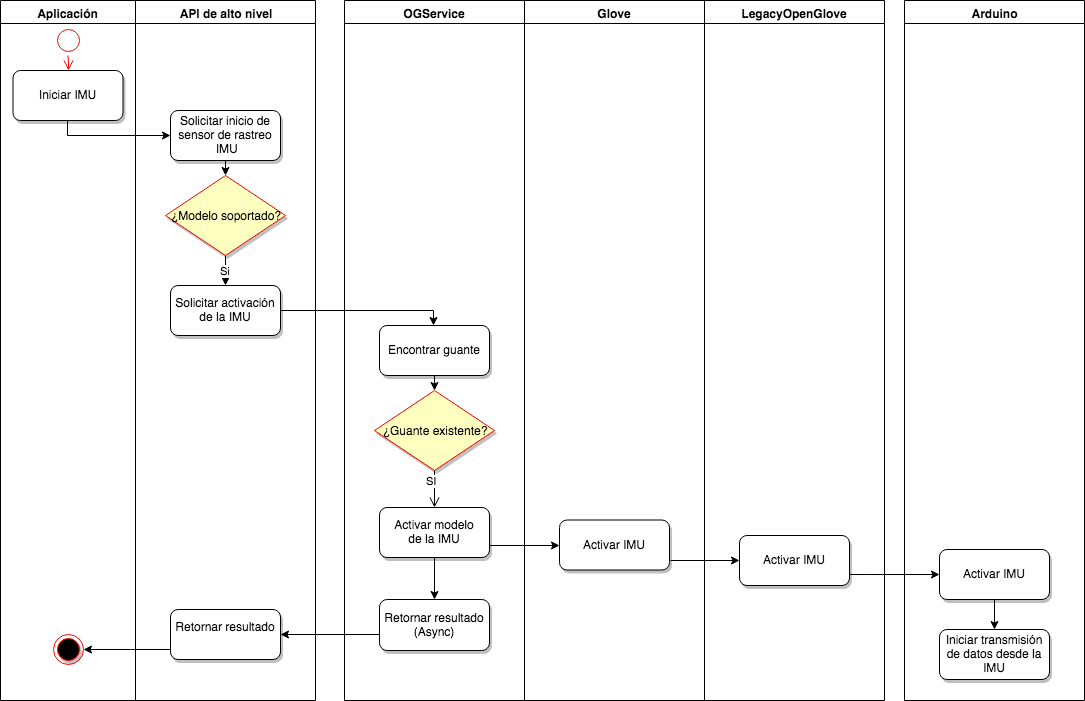 Aplicación
API de alto nivel
OGService
Glove
LegacyOpenGlove
Arduino
Iniciar IMU
Solicitar inicio de
sensor de rastreo
IMU
¿Modelo soportado?
Si
Solicitar activación
de la IMU
Encontrar guante
¿Guante existente?
SI
Activar modelo
de la IMU
Activar IMU
Activar IMU
Activar IMU
Retornar resultado
(Async)
Retornar resultado
Iniciar transmisión
de datos desde la
IMU